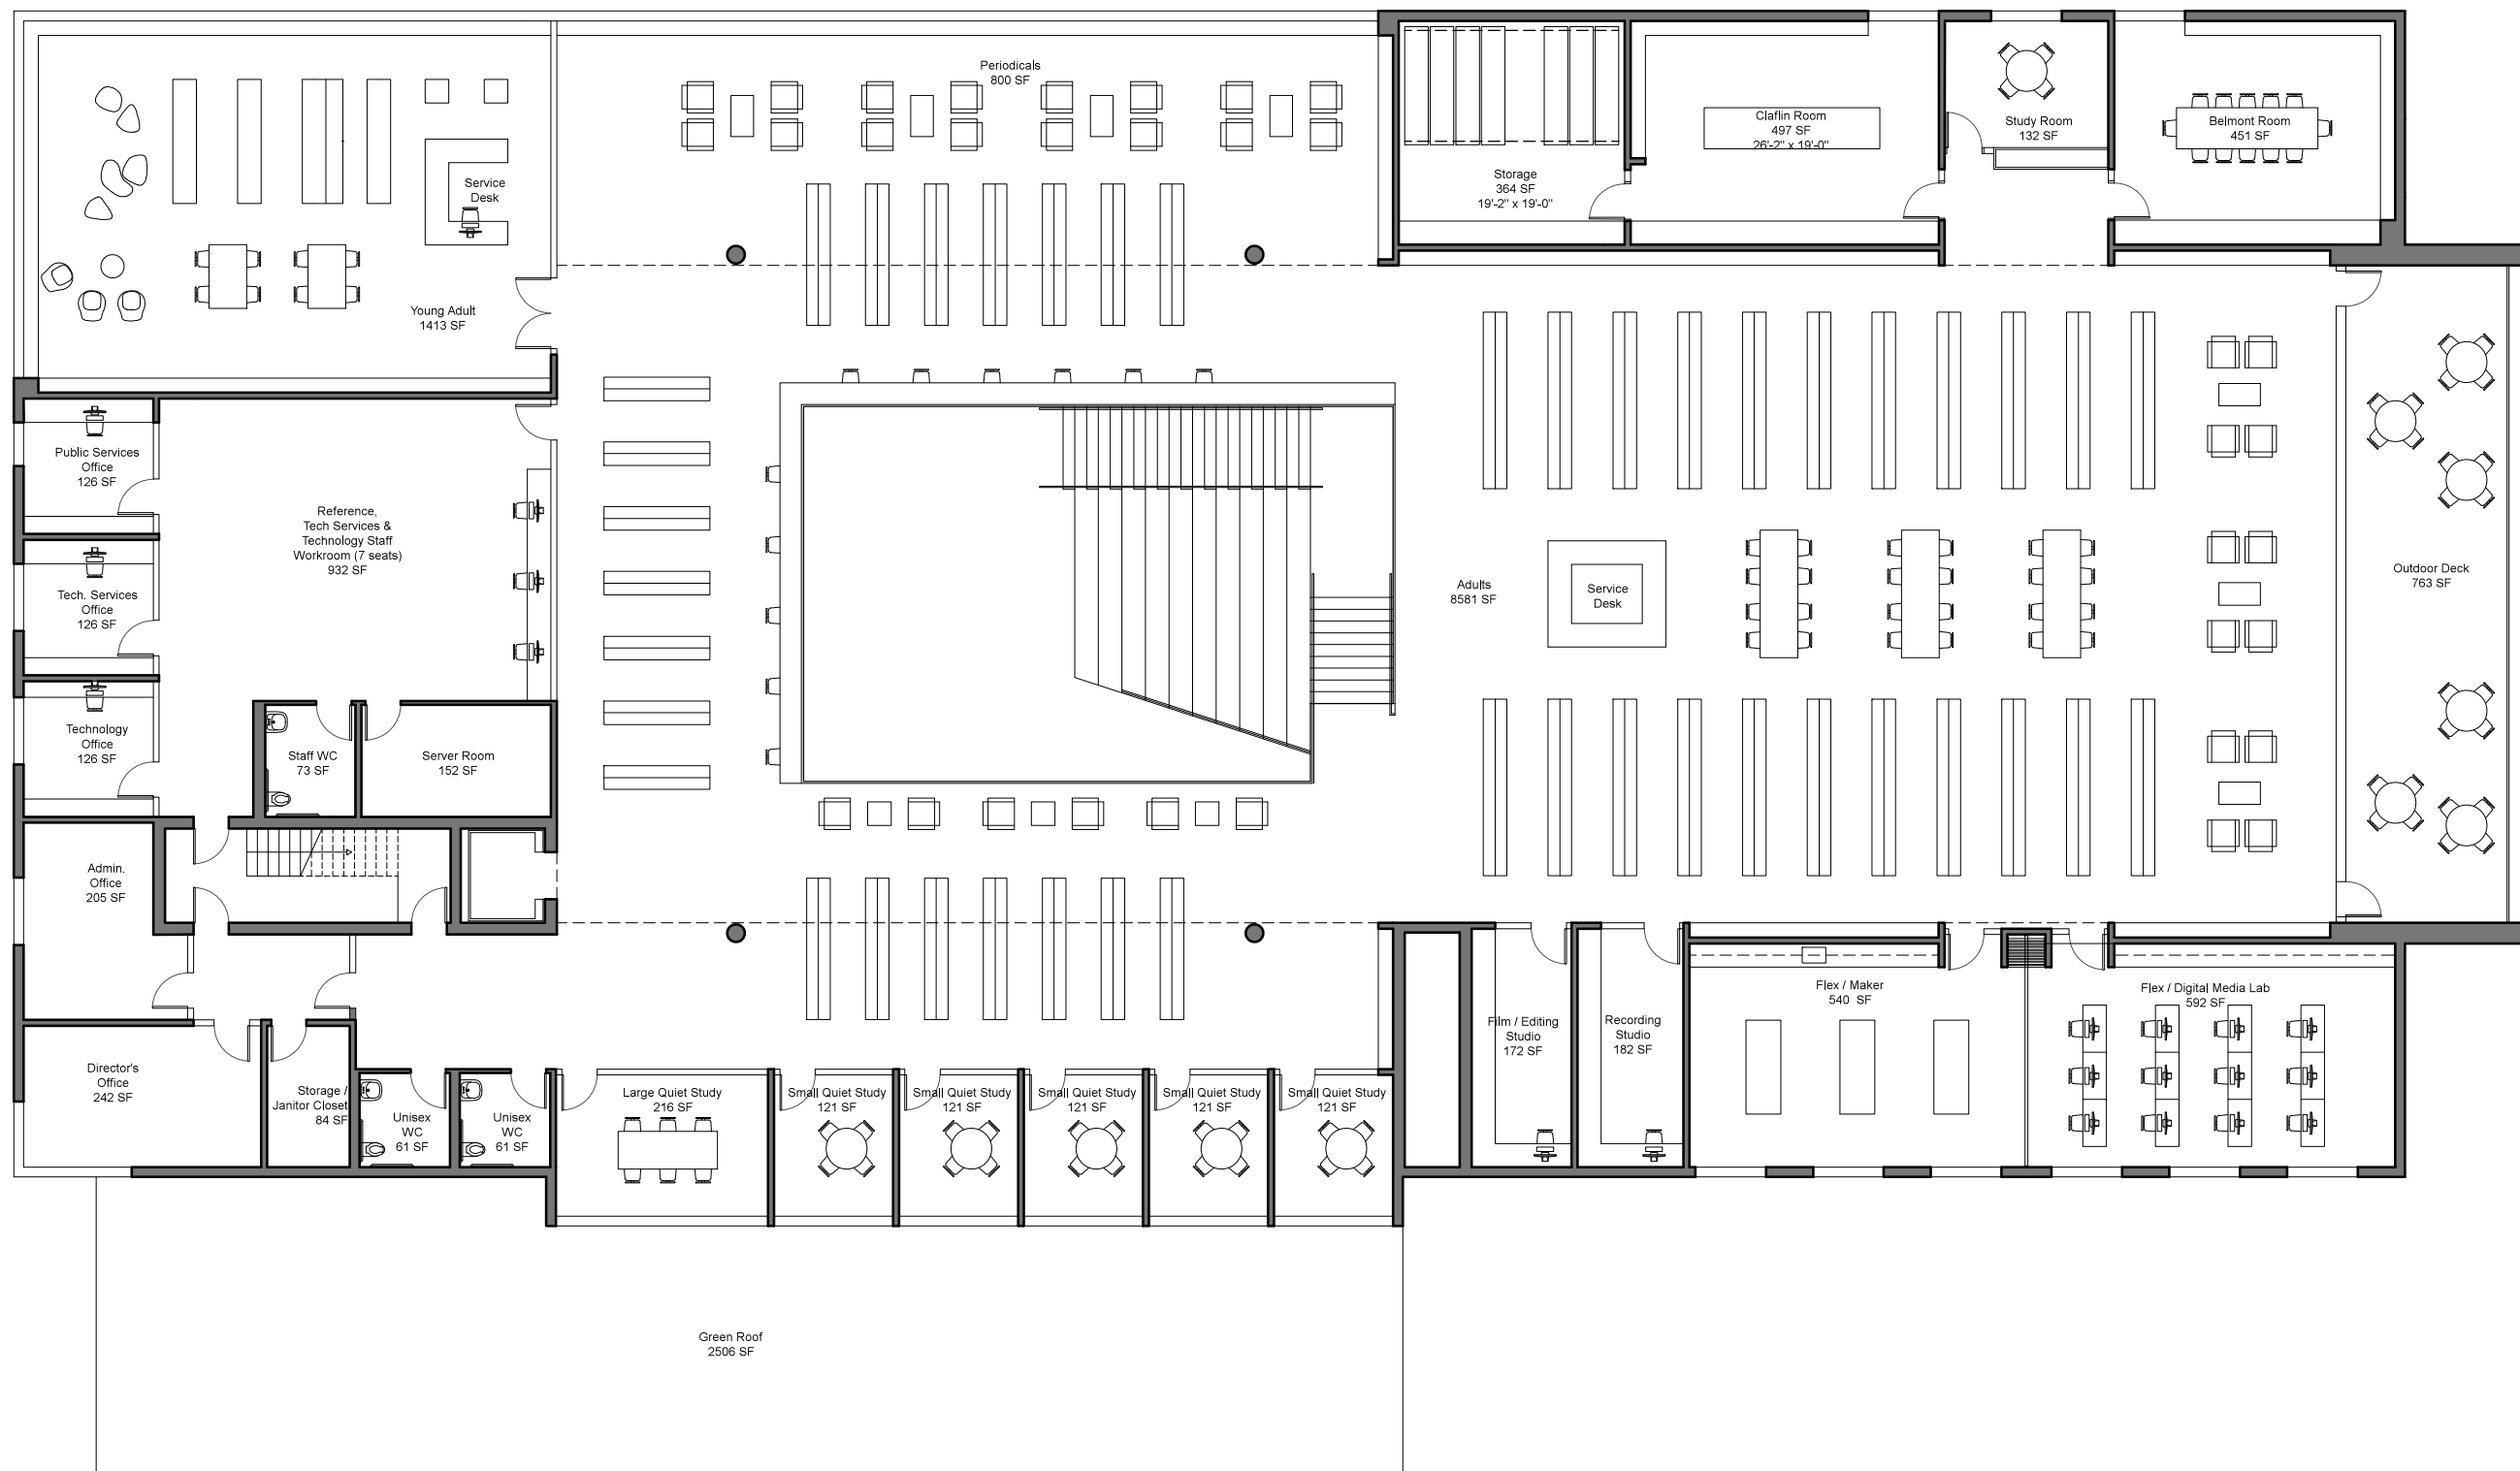 Periodicals
800 SF
Claflin Room
497 SF
26'-2" x 19'-0"
Study Room
132 SF
Belmont Room
451 SF
Service
Desk
Storage
364 SF
19'-2" x 19'-0"
Young Adult
1413 SF
Public Services
Office
126 SF
Reference,
Tech Services &
Technology Staff
Workroom (7 seats)
932 SF
Tech. Services
Office
126 SF
Adults
8581 SF
Service
Desk
Outdoor Deck
763 SF
Technology
Office
126 SF
Staff WC
73 SF
Server Room
152 SF
Admin.
Office
205 SF
Flex / Maker
540 SF
Flex / Digital Media Lab
592 SF
Film / Editing
Studio
172 SF
Recording
Studio
182 SF
Director's
Office
242 SF
Storage /
Janitor Closet
84 SF
Unisex
WC
61 SF
Unisex
WC
61 SF
Large Quiet Study
216 SF
Small Quiet Study
121 SF
Small Quiet Study
121 SF
Small Quiet Study
121 SF
Small Quiet Study
121 SF
Small Quiet Study
121 SF
Green Roof
2506 SF